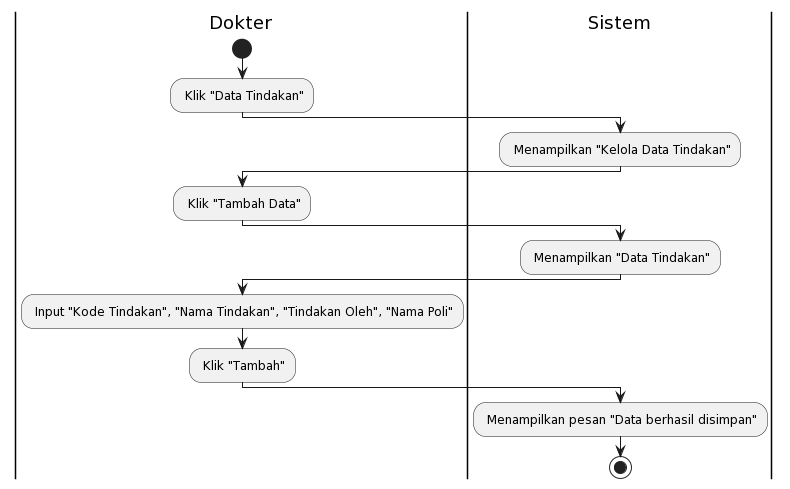 Dokter
Sistem
Klik "Data Tindakan"
Menampilkan "Kelola Data Tindakan"
Klik "Tambah Data"
Menampilkan "Data Tindakan"
Input "Kode Tindakan", "Nama Tindakan", "Tindakan Oleh", "Nama Poli"
Klik "Tambah"
Menampilkan pesan "Data berhasil disimpan"